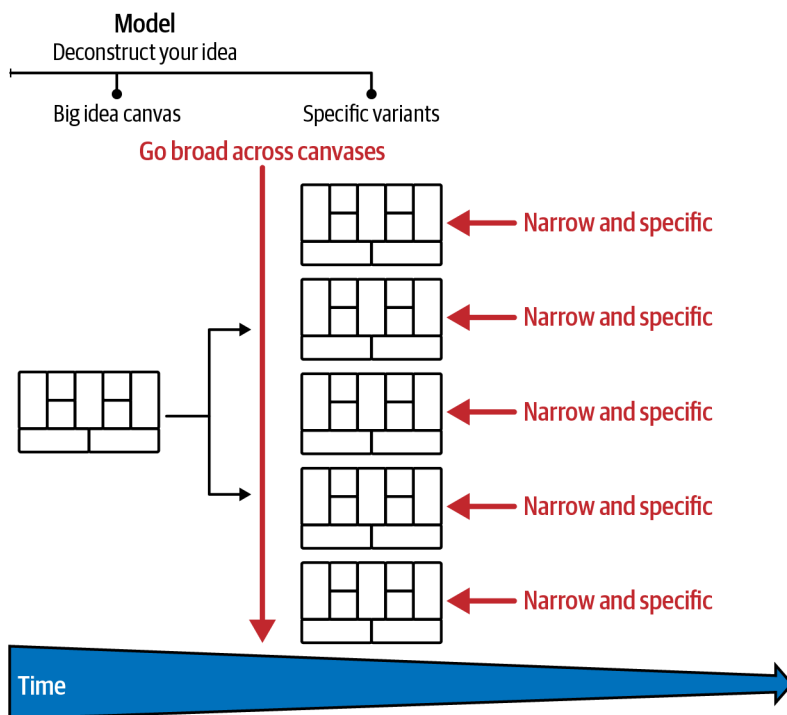 Model
Deconstruct your idea
Big idea canvas
Specific variants
Go broad across canvases
Narrow and specific
Narrow and specific
Narrow and specific
Narrow and specific
Narrow and specific
Time